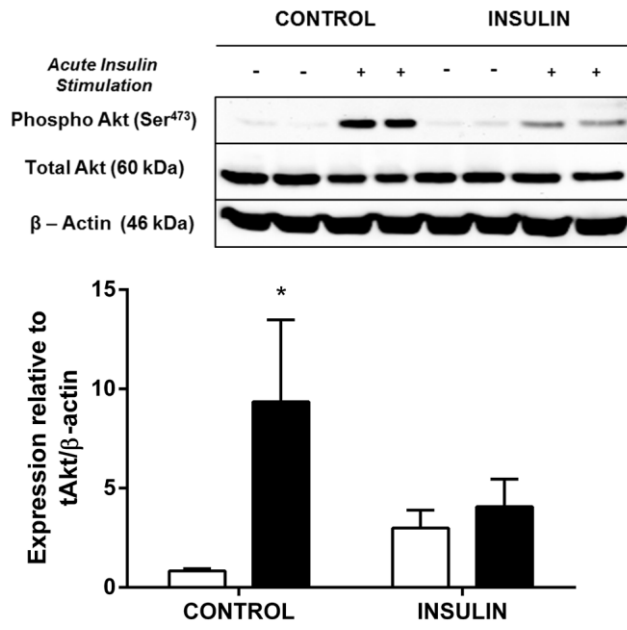 CONTROL INSULIN
Acute Insulin
Stimulation
- - + + - - + +
Phospho Akt (Ser⁴⁷³)
Total Akt (60 kDa)
β – Actin (46 kDa)
Expression relative to
tAkt/β-actin
15
10
5
0
*
CONTROL INSULIN